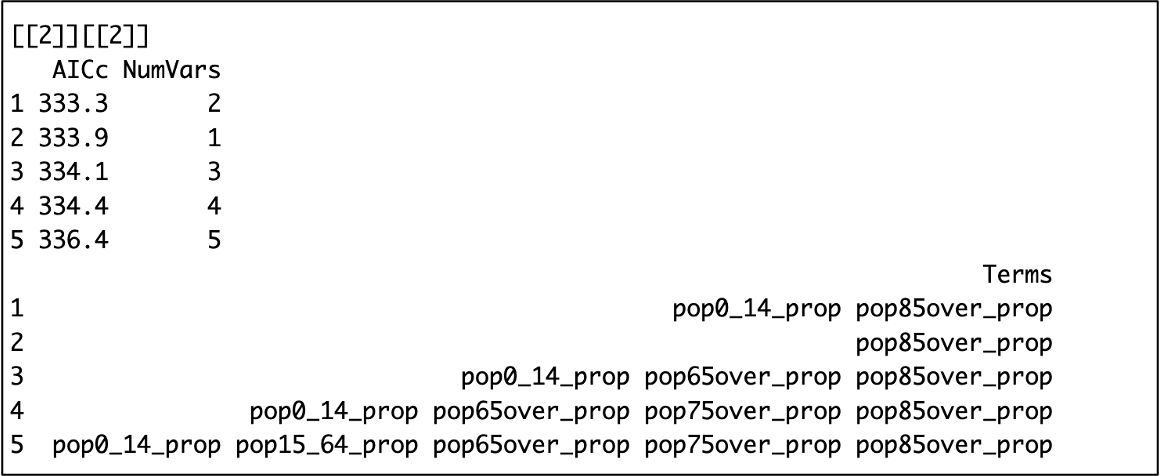 [[2]][[2]]
   AICc NumVars
1 333.3       2
2 333.9       1
3 334.1       3
4 334.4       4
5 336.4       5
                                                                     Terms
1                                              pop0_14_prop pop85over_prop
2                                                           pop85over_prop
3                               pop0_14_prop pop65over_prop pop85over_prop
4                pop0_14_prop pop65over_prop pop75over_prop pop85over_prop
5  pop0_14_prop pop15_64_prop pop65over_prop pop75over_prop pop85over_prop